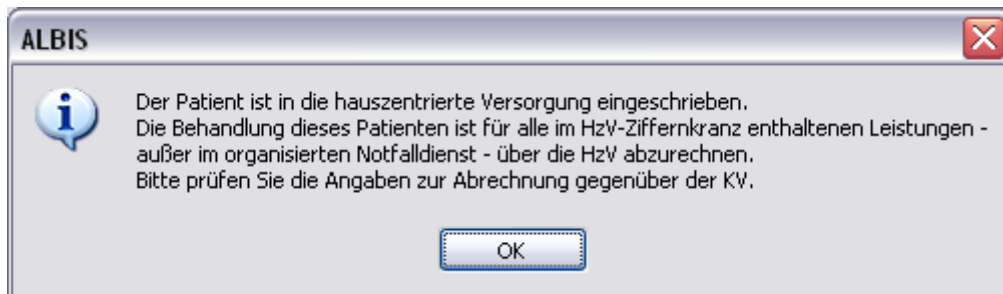 ALBIS
Der Patient ist in die hauszentrierte Versorgung eingeschrieben.
Die Behandlung dieses Patienten ist für alle im HzV-Ziffernkranz enthaltenen Leistungen -
außer im organisierten Notfalldienst - über die HzV abzurechnen.
Bitte prüfen Sie die Angaben zur Abrechnung gegenüber der KV.
OK